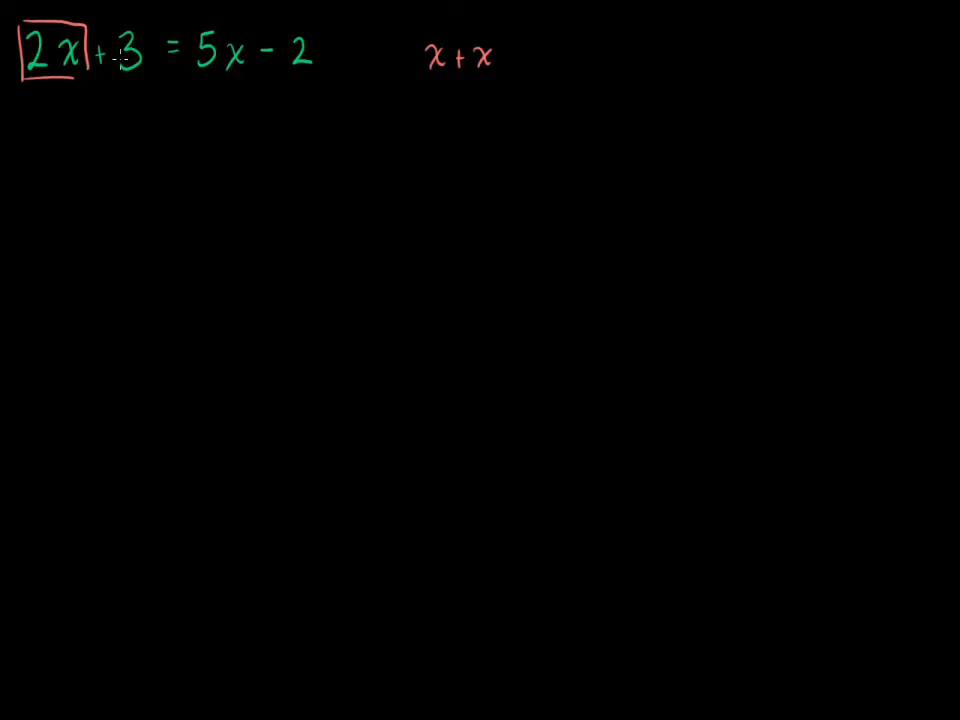 2x + 3 = 5x - 2 x + x